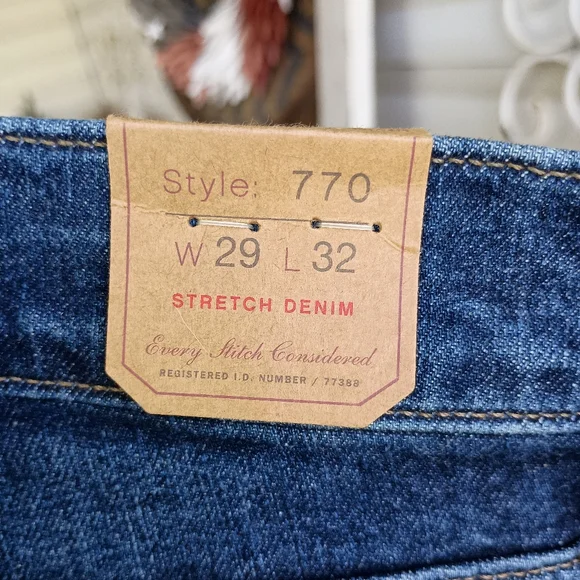 Style: 770
W 29 L 32
STRETCH DENIM
Every Stitch Considered
REGISTERED I.D. NUMBER / 77388